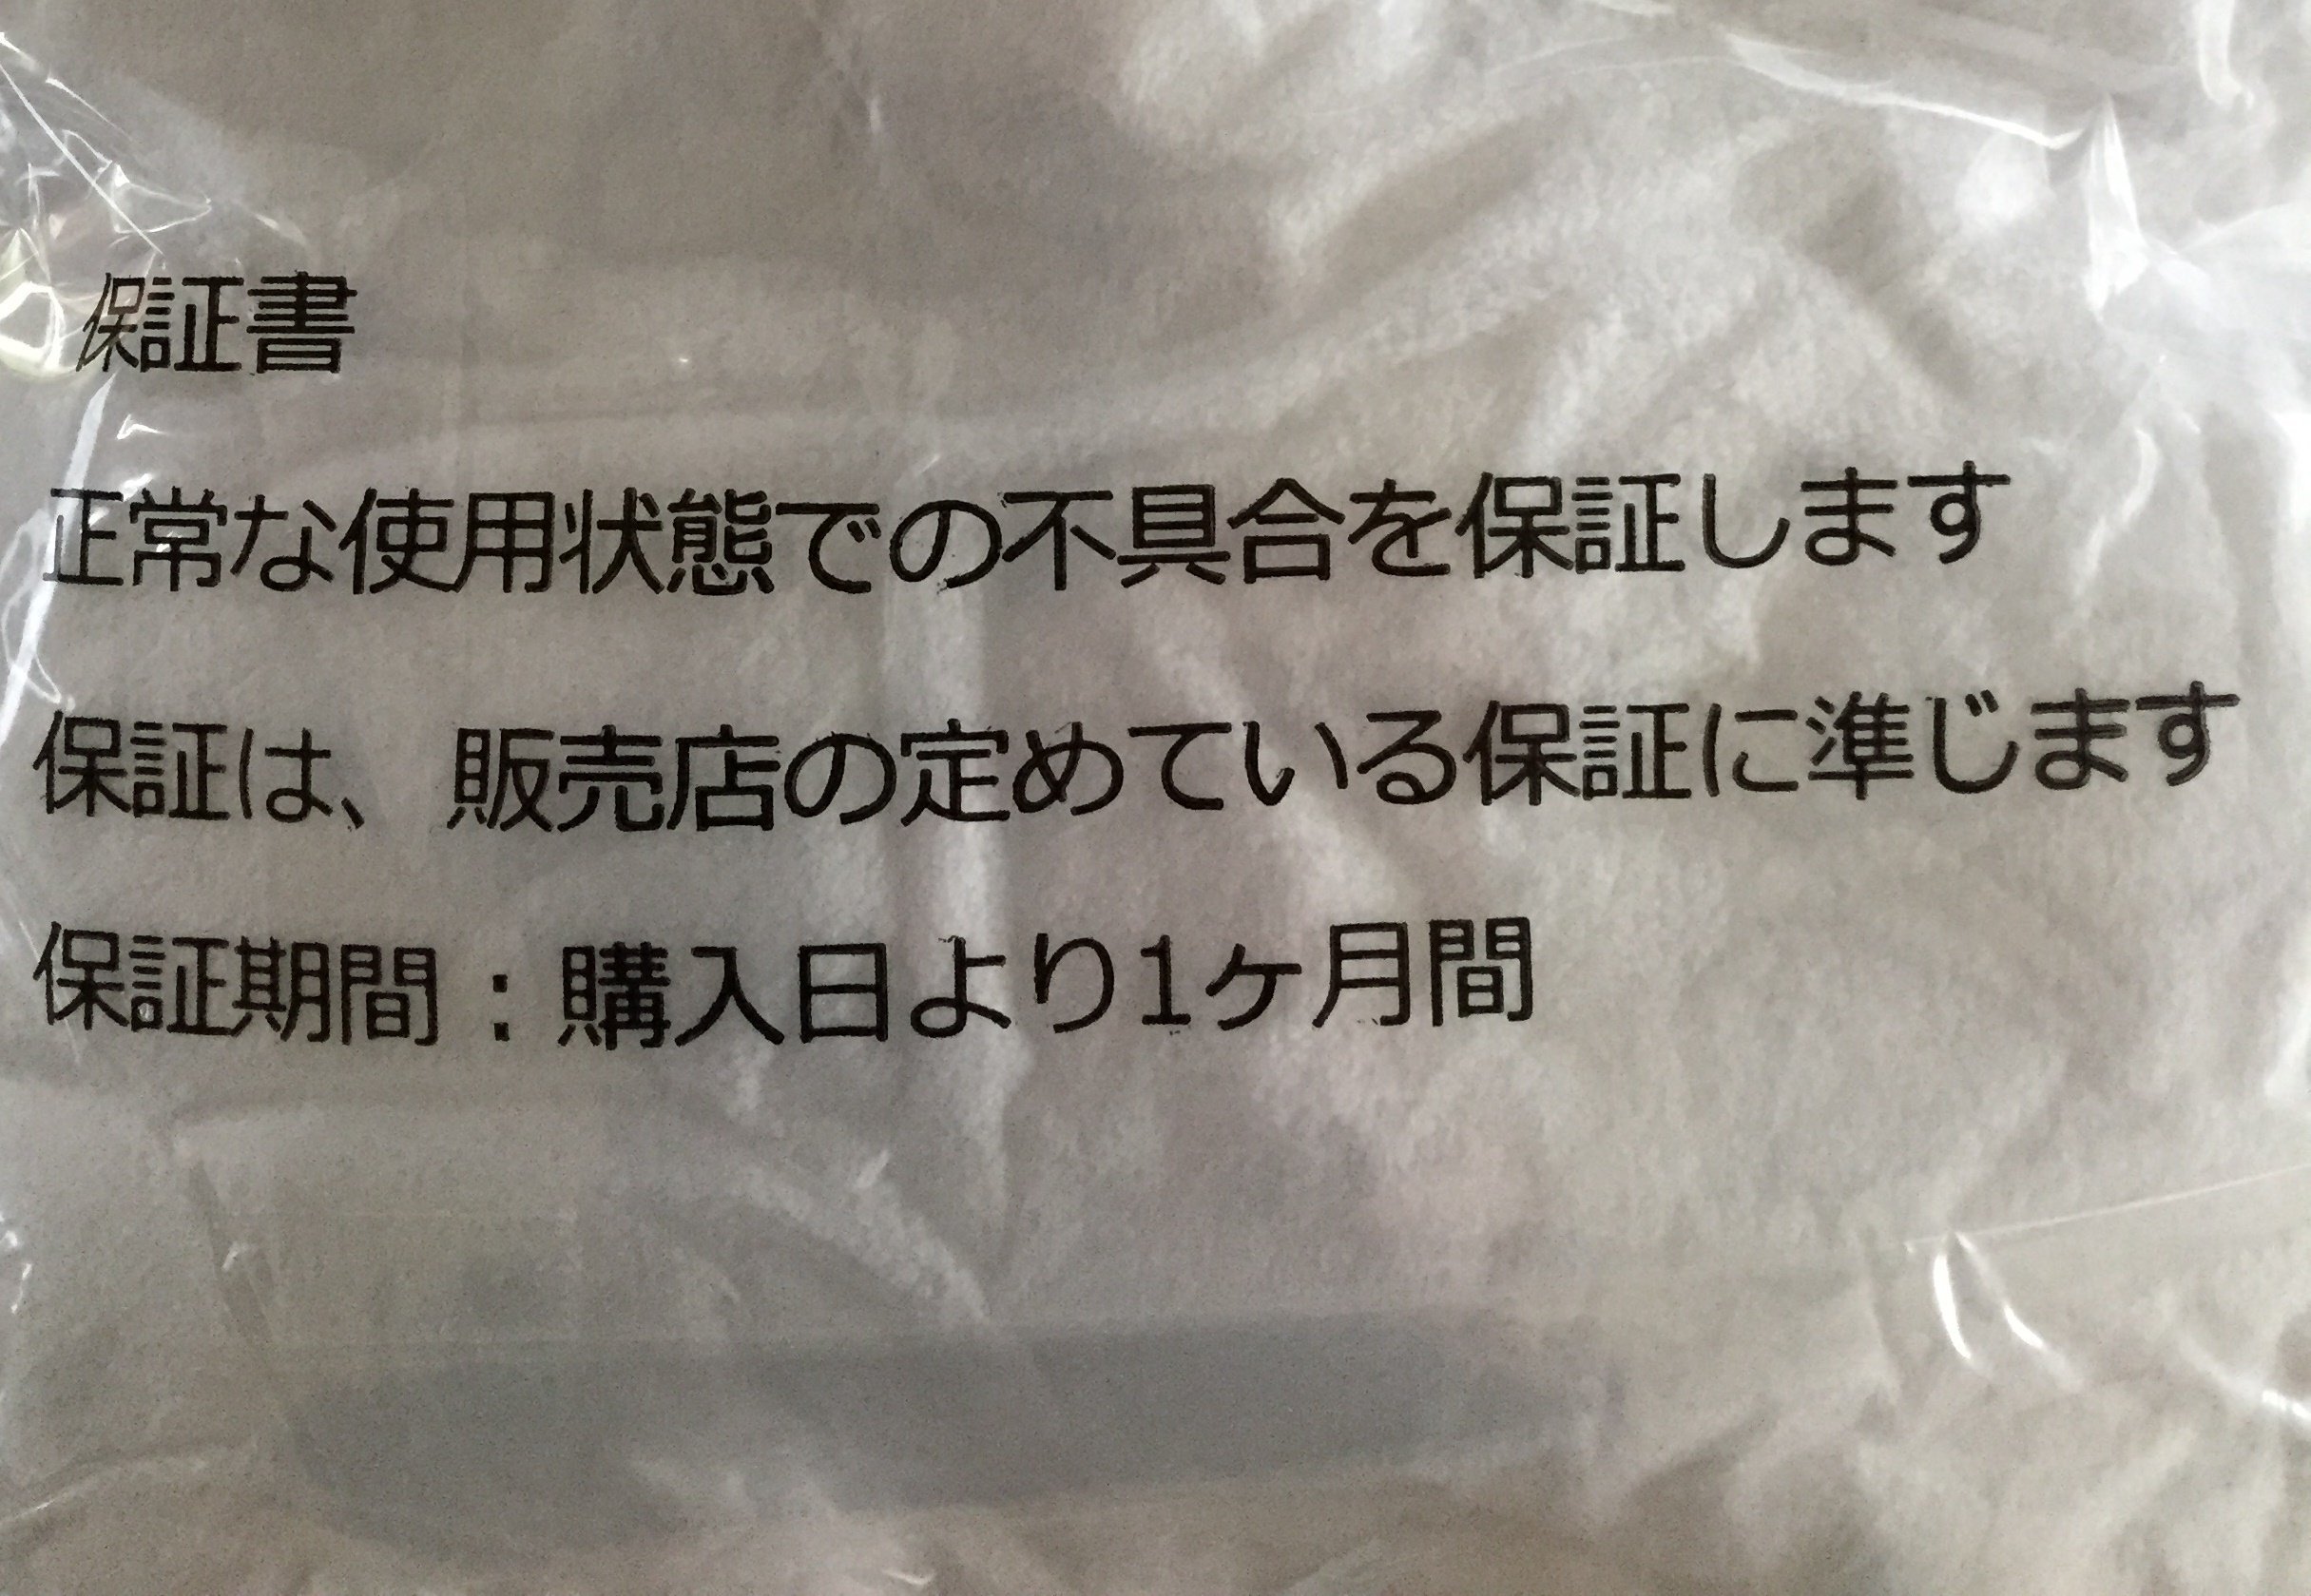 保証書
正常な使用状態での不具合を保証します
保証は、販売店の定めている保証に準じます
保証期間：購入日より1ケ月間